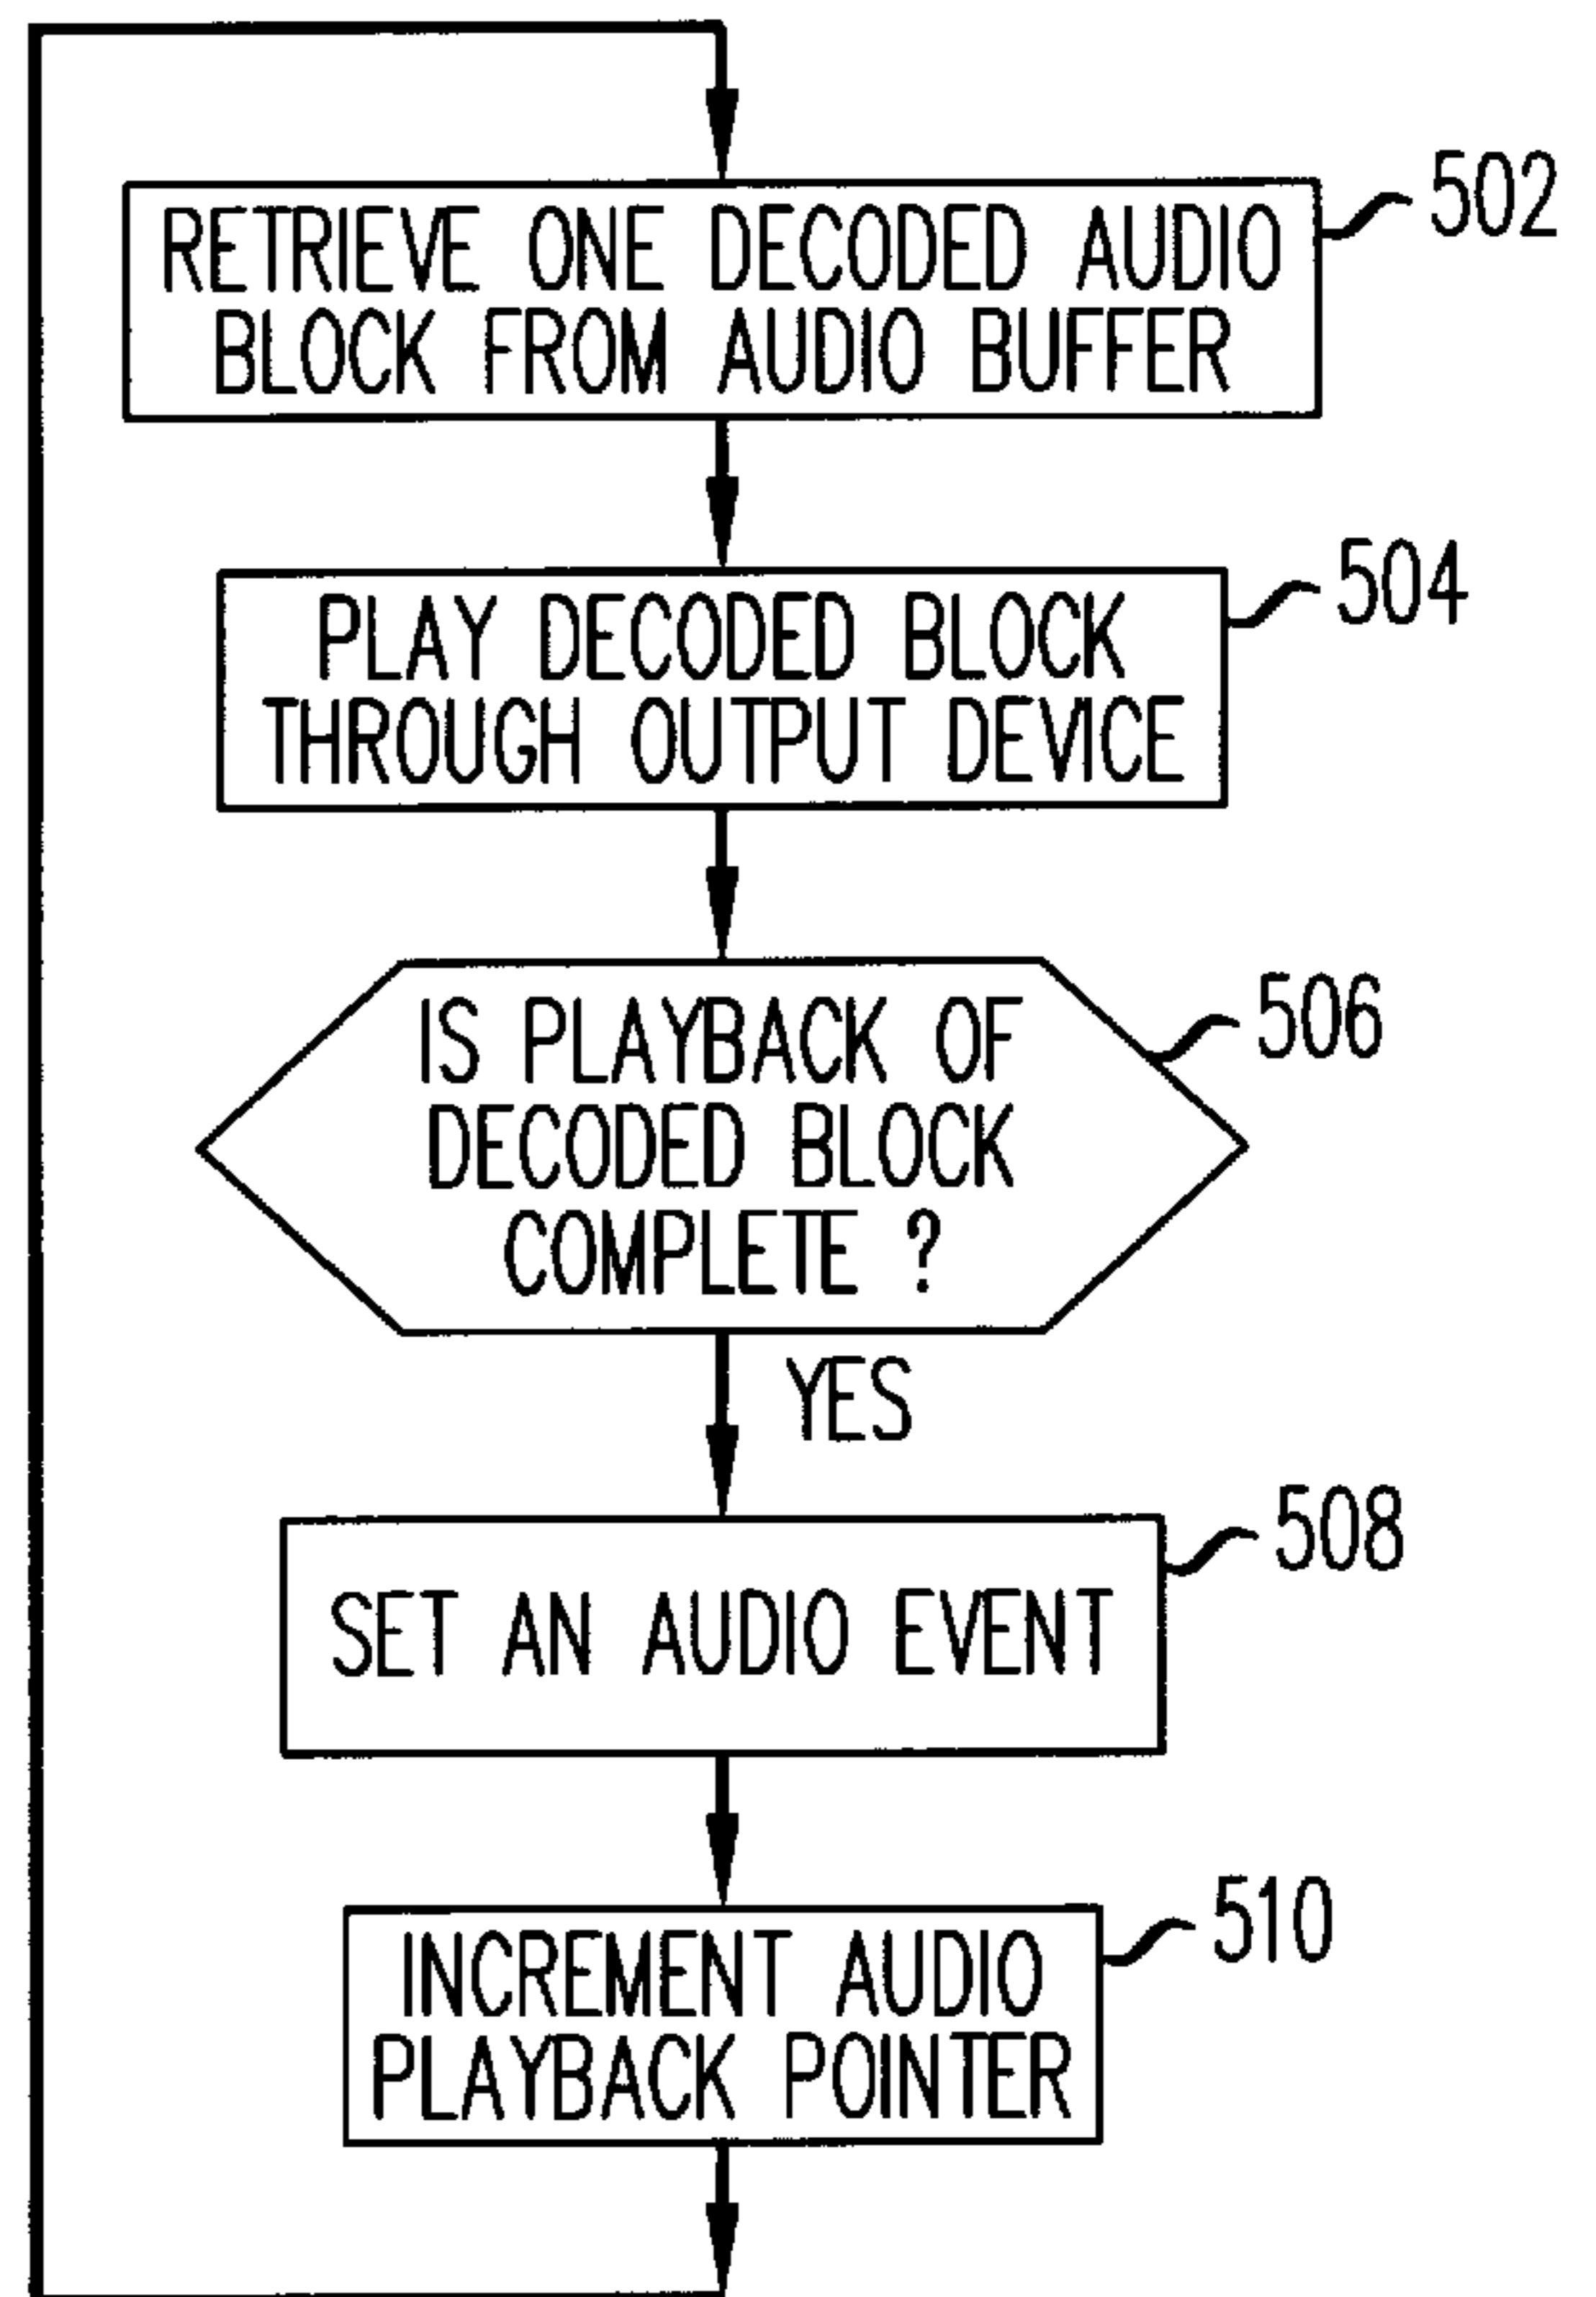 RETRIEVE ONE DECODED AUDIO
BLOCK FROM AUDIO BUFFER
502
PLAY DECODED BLOCK
THROUGH OUTPUT DEVICE
504
IS PLAYBACK OF
DECODED BLOCK
COMPLETE ?
506
YES
SET AN AUDIO EVENT
508
INCREMENT AUDIO
PLAYBACK POINTER
510